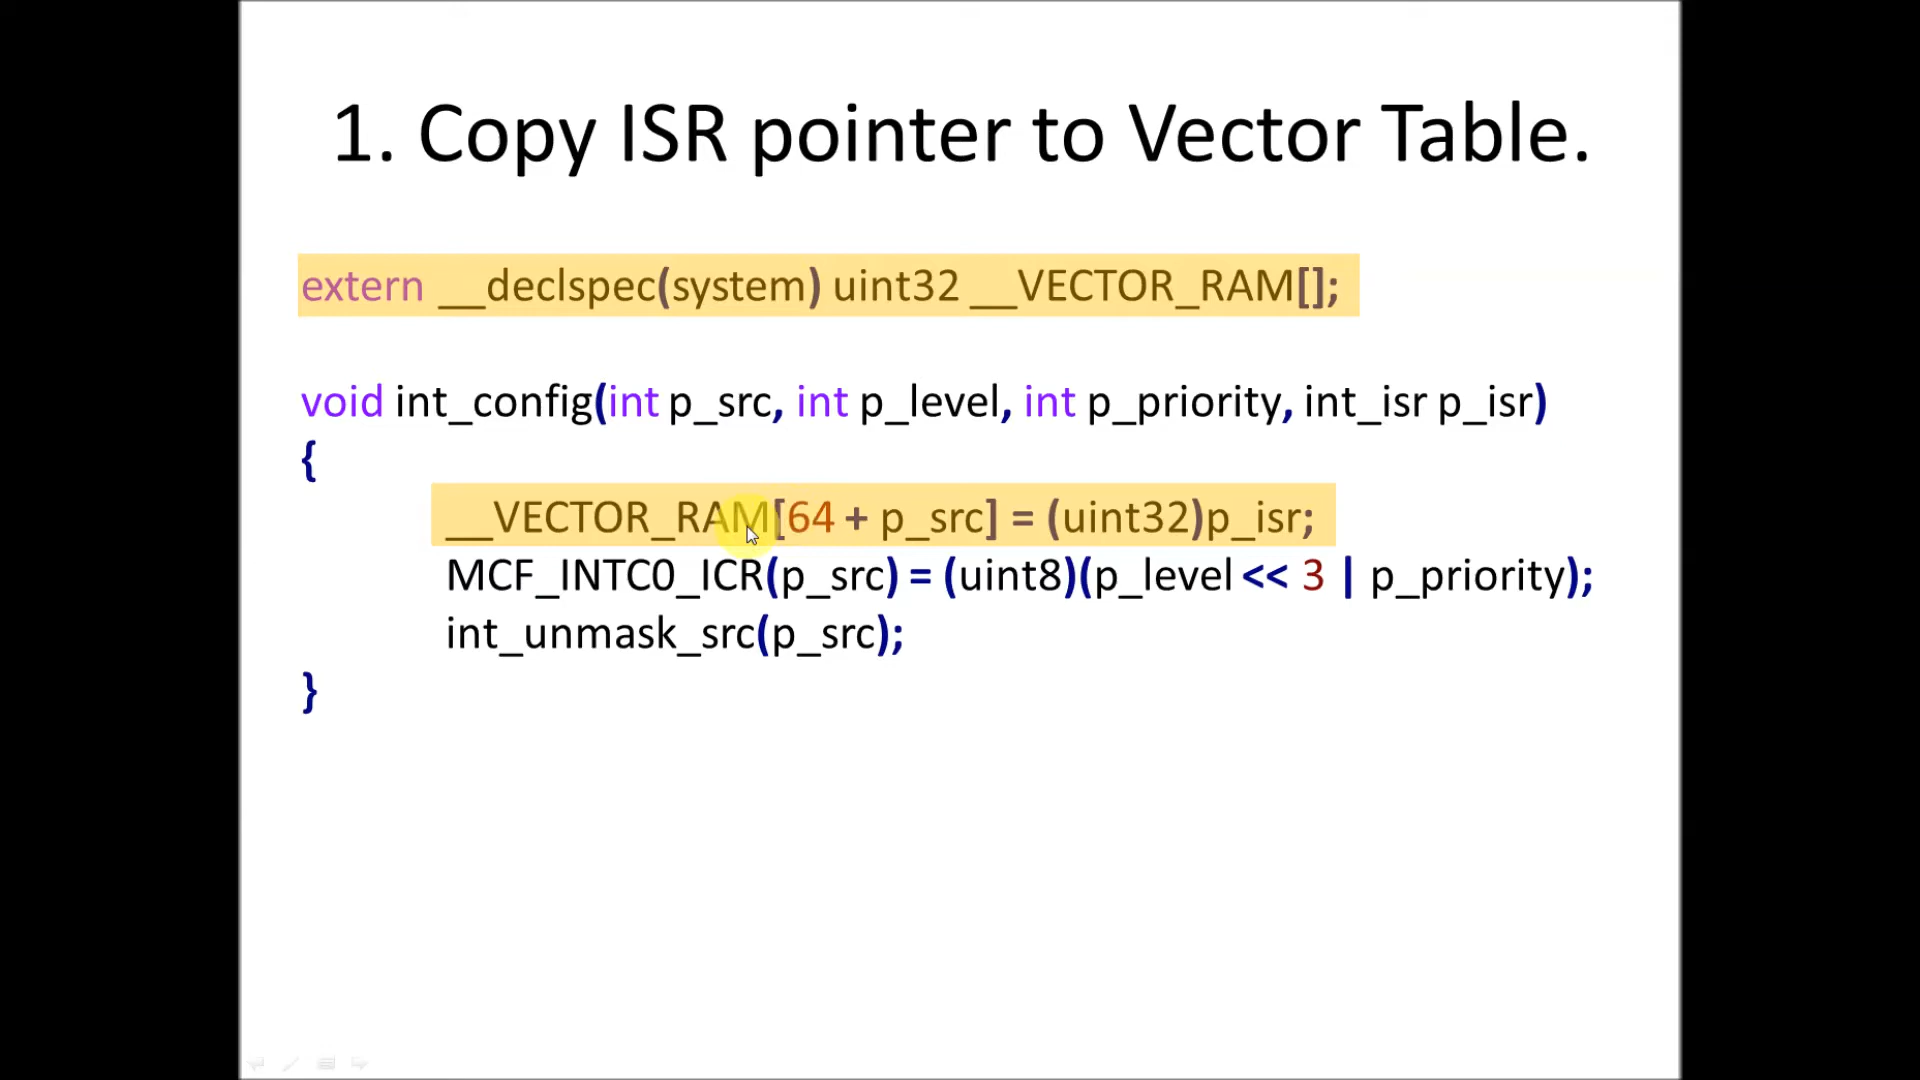 1. Copy ISR pointer to Vector Table.
extern __declspec(system) uint32 __VECTOR_RAM[];
void int_config(int p_src, int p_level, int p_priority, int_isr p_isr)
{
__VECTOR_RAM[64 + p_src] = (uint32)p_isr;
MCF_INTC0_ICR(p_src) = (uint8)(p_level << 3 | p_priority);
int_unmask_src(p_src);
}